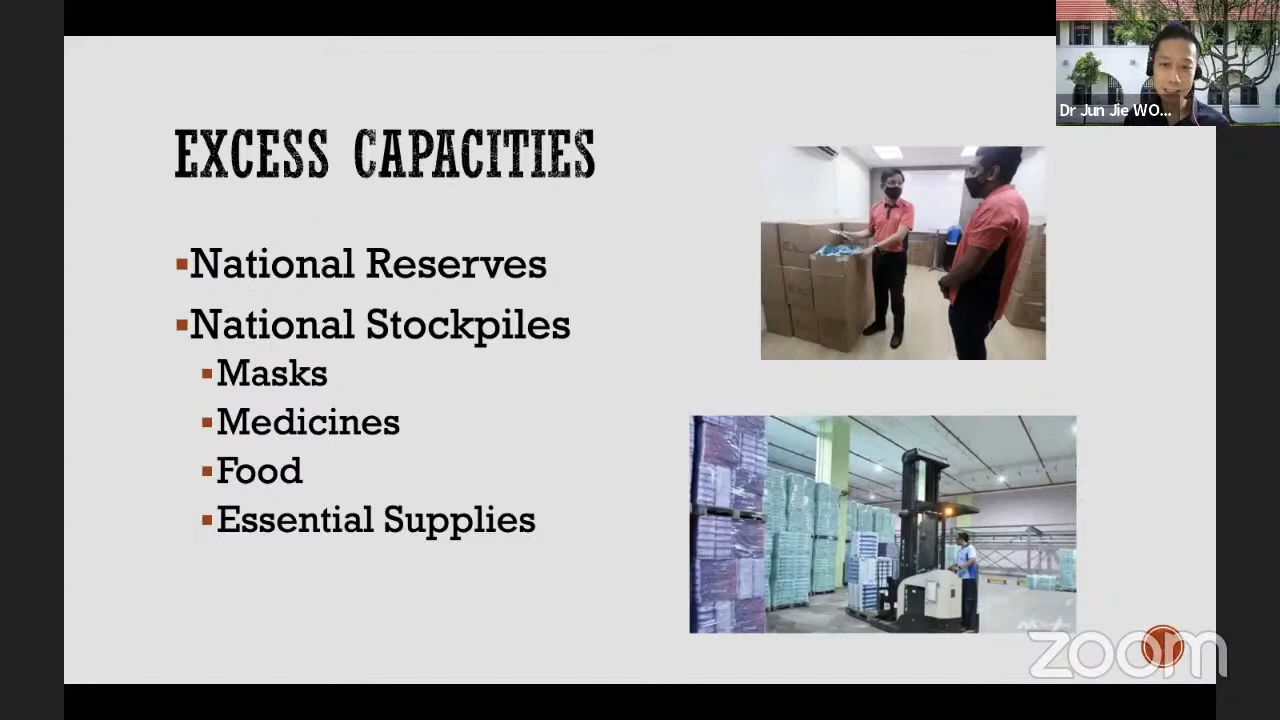 Dr Jun Jie WO...
EXCESS CAPACITIES
▪National Reserves
▪National Stockpiles
▪Masks
▪Medicines
▪Food
▪Essential Supplies
zoom